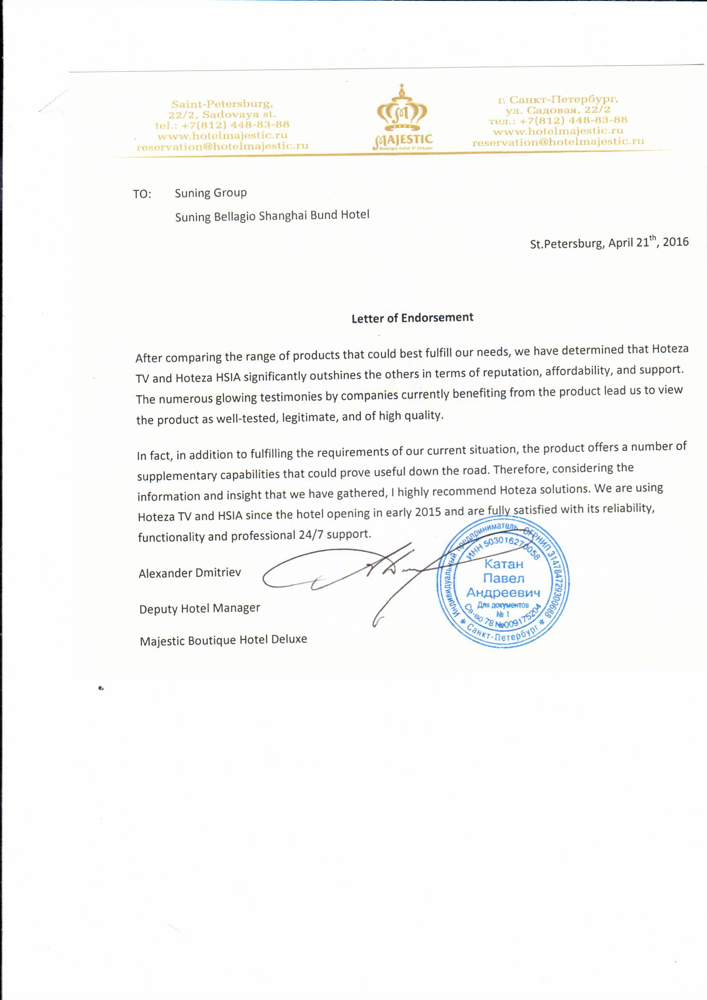 Saint-Petersburg,
22/2, Sadovaya st.
tel.: +7(812) 448-83-88
www.hotelmajestic.ru
reservation@hotelmajestic.ru
M
MAJESTIC
Boutique hotel 4* DeLuxe
г. Санкт-Петербург,
ул. Садовая, 22/2
тел.: +7(812) 448-83-88
www.hotelmajestic.ru
reservation@hotelmajestic.ru
TO: Suning Group
Suning Bellagio Shanghai Bund Hotel
St.Petersburg, April 21th, 2016
Letter of Endorsement
After comparing the range of products that could best fulfill our needs, we have determined that Hoteza
TV and Hoteza HSIA significantly outshines the others in terms of reputation, affordability, and support.
The numerous glowing testimonies by companies currently benefiting from the product lead us to view
the product as well-tested, legitimate, and of high quality.
In fact, in addition to fulfilling the requirements of our current situation, the product offers a number of
supplementary capabilities that could prove useful down the road. Therefore, considering the
information and insight that we have gathered, I highly recommend Hoteza solutions. We are using
Hoteza TV and HSIA since the hotel opening in early 2015 and are fully satisfied with its reliability,
functionality and professional 24/7 support.
Alexander Dmitriev
Deputy Hotel Manager
Majestic Boutique Hotel Deluxe
Индивидуальный предприниматель ОГРНИП 314784729300688
ИНН 503016270058
Катан
Павел
Андреевич
Для документов
№ 1
Св-во 78 №009175204
* Санкт-Петербург *